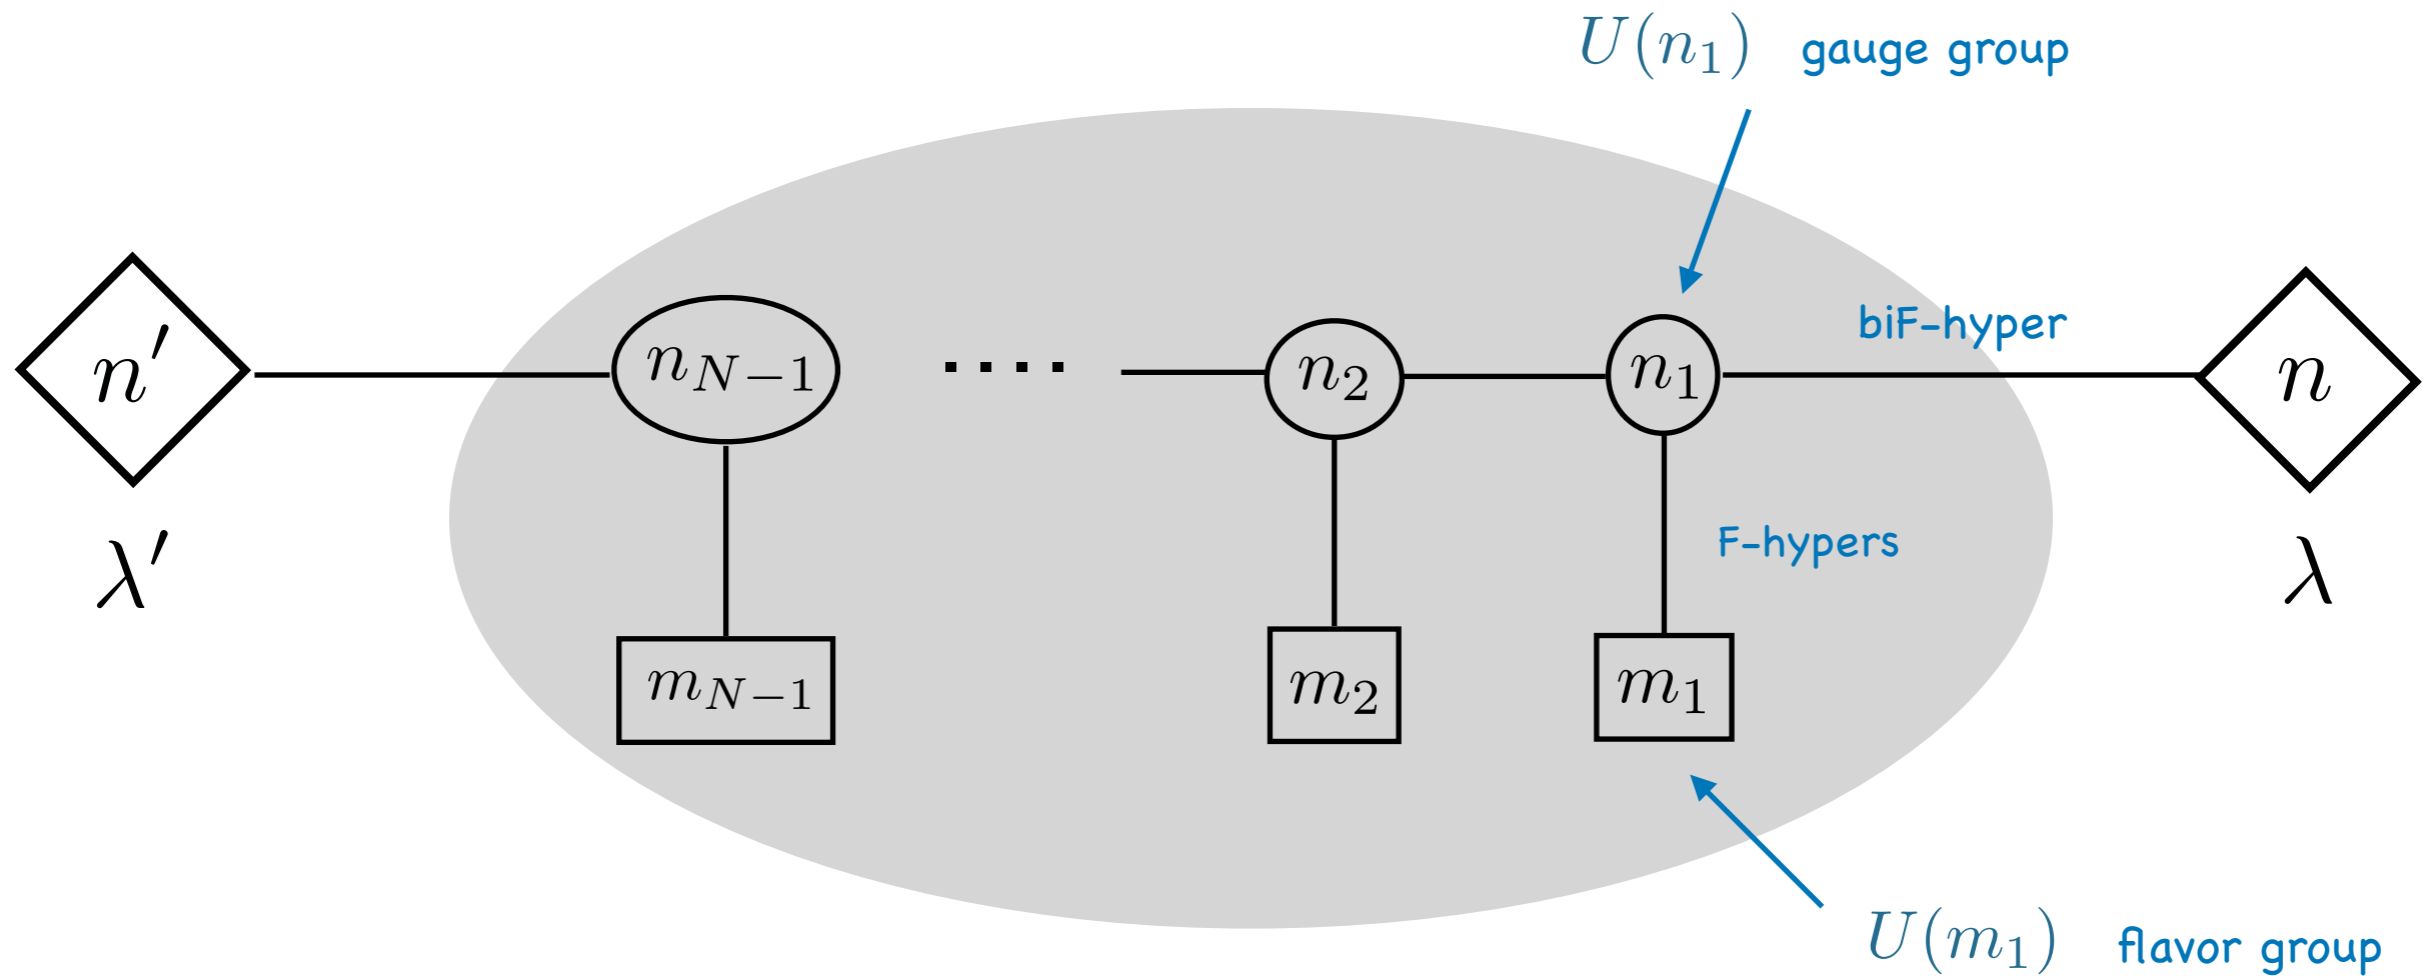 U(n₁) gauge group
n′
n_{N−1}
n₂
n₁
biF-hyper
n
λ′
F-hypers
λ
m_{N−1}
m₂
m₁
U(m₁) flavor group